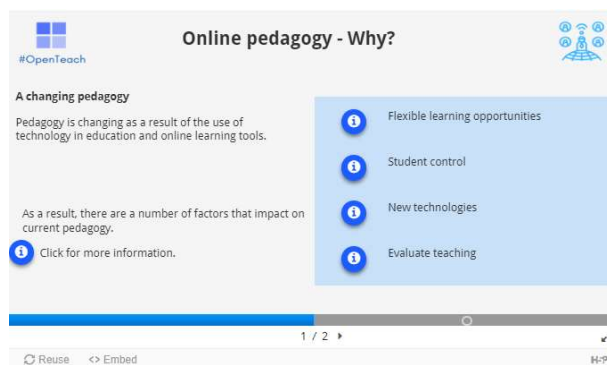 #OpenTeach
Online pedagogy - Why?
A changing pedagogy
Pedagogy is changing as a result of the use of
technology in education and online learning tools.
As a result, there are a number of factors that impact on
current pedagogy.
Click for more information.
Flexible learning opportunities
Student control
New technologies
Evaluate teaching
1 / 2
Reuse <> Embed
H-P